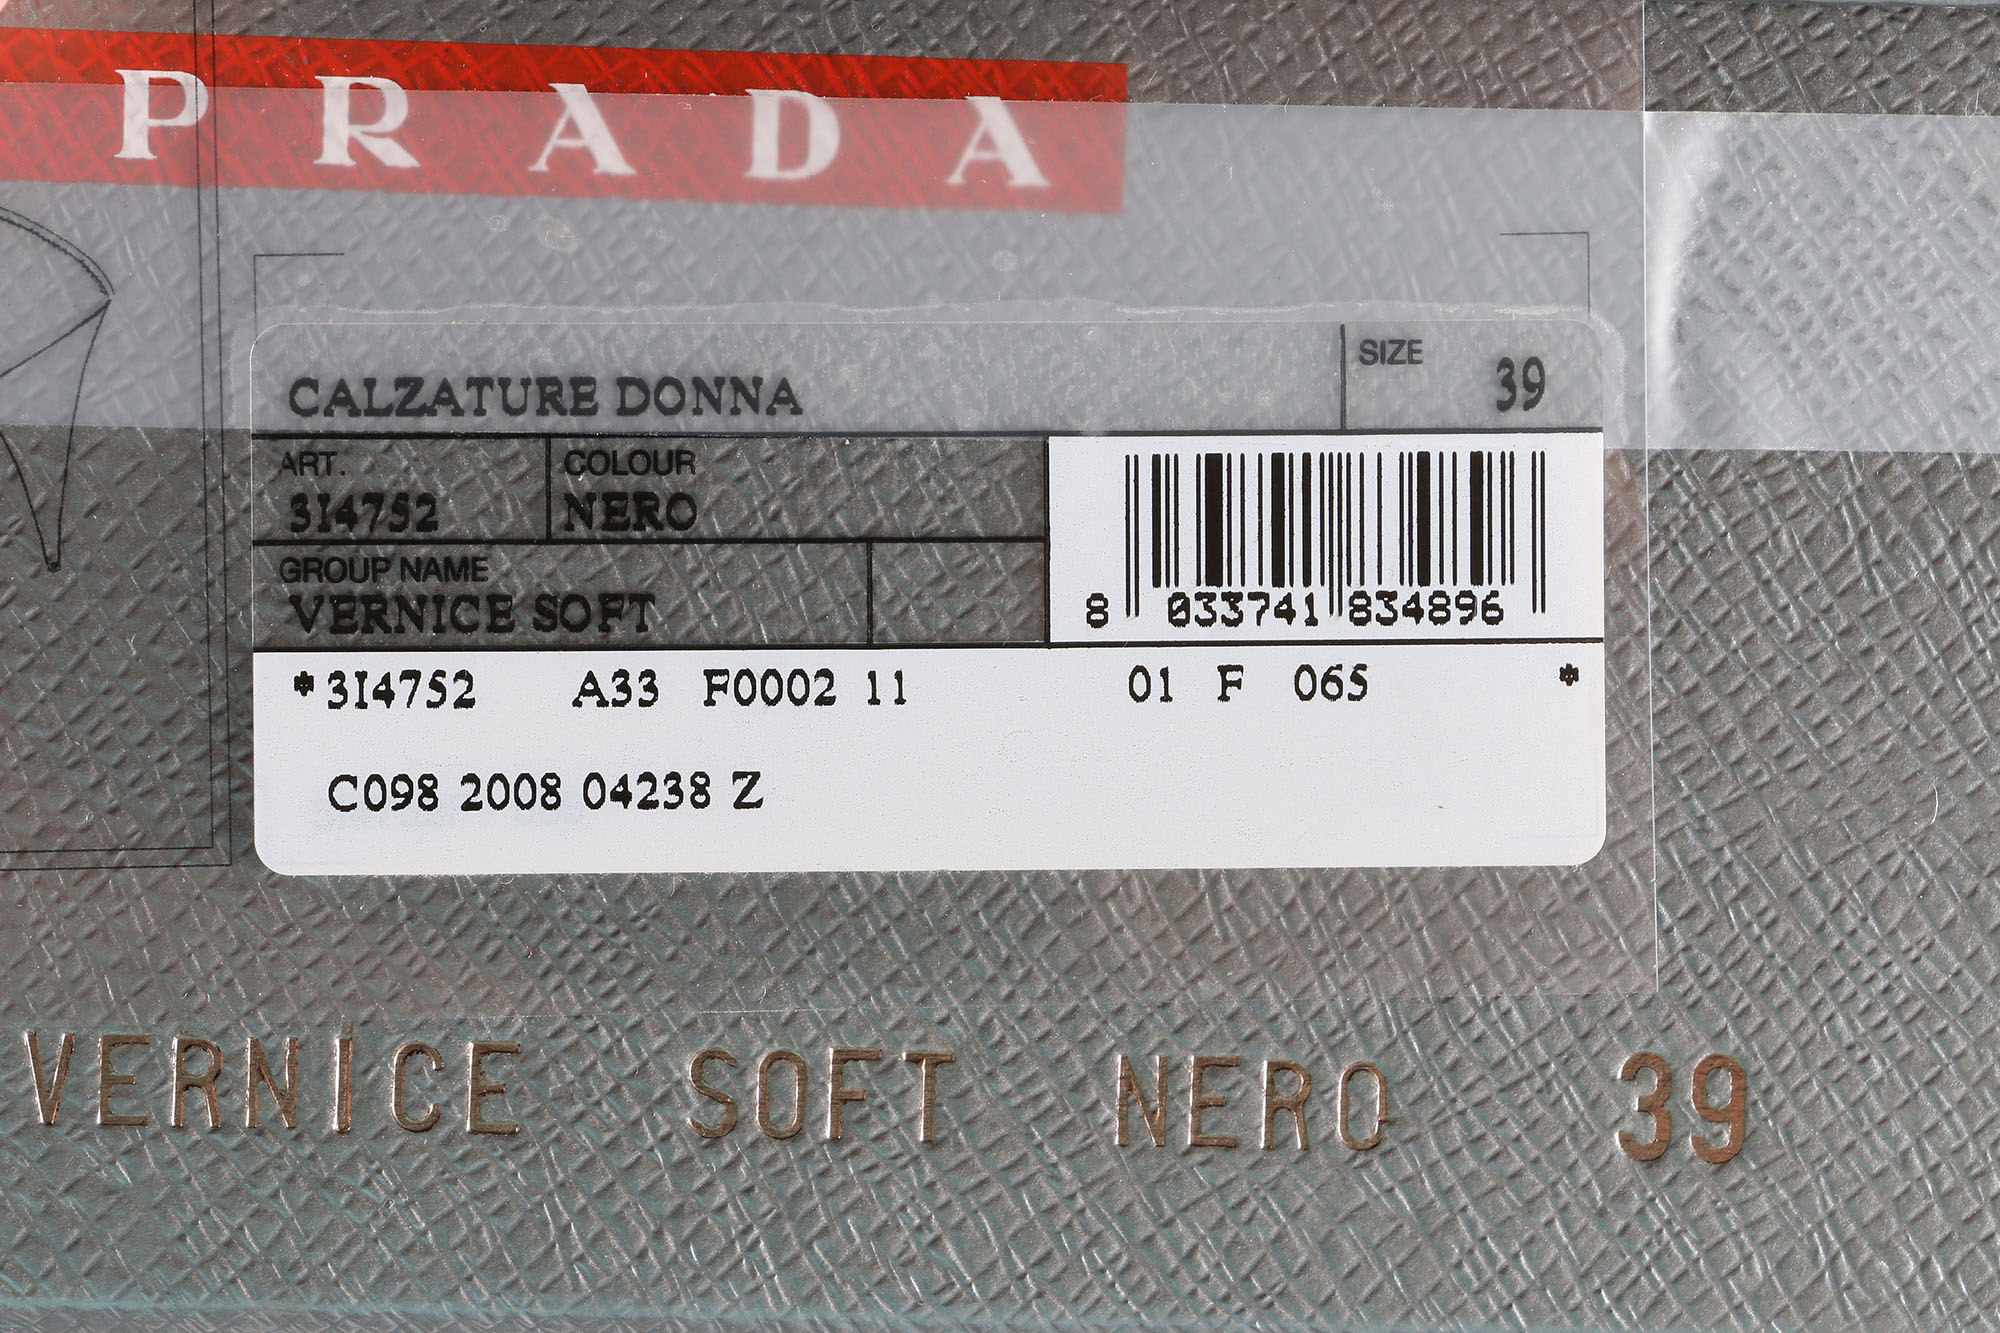 PRADA
CALZATURE DONNA
SIZE 39
ART. COLOUR
3I4752 NERO
GROUP NAME
VERNICE SOFT
8 033741 834896
*3I4752 A33 F0002 11 01 F 065 *
C098 2008 04238 Z
VERNICE SOFT NERO 39